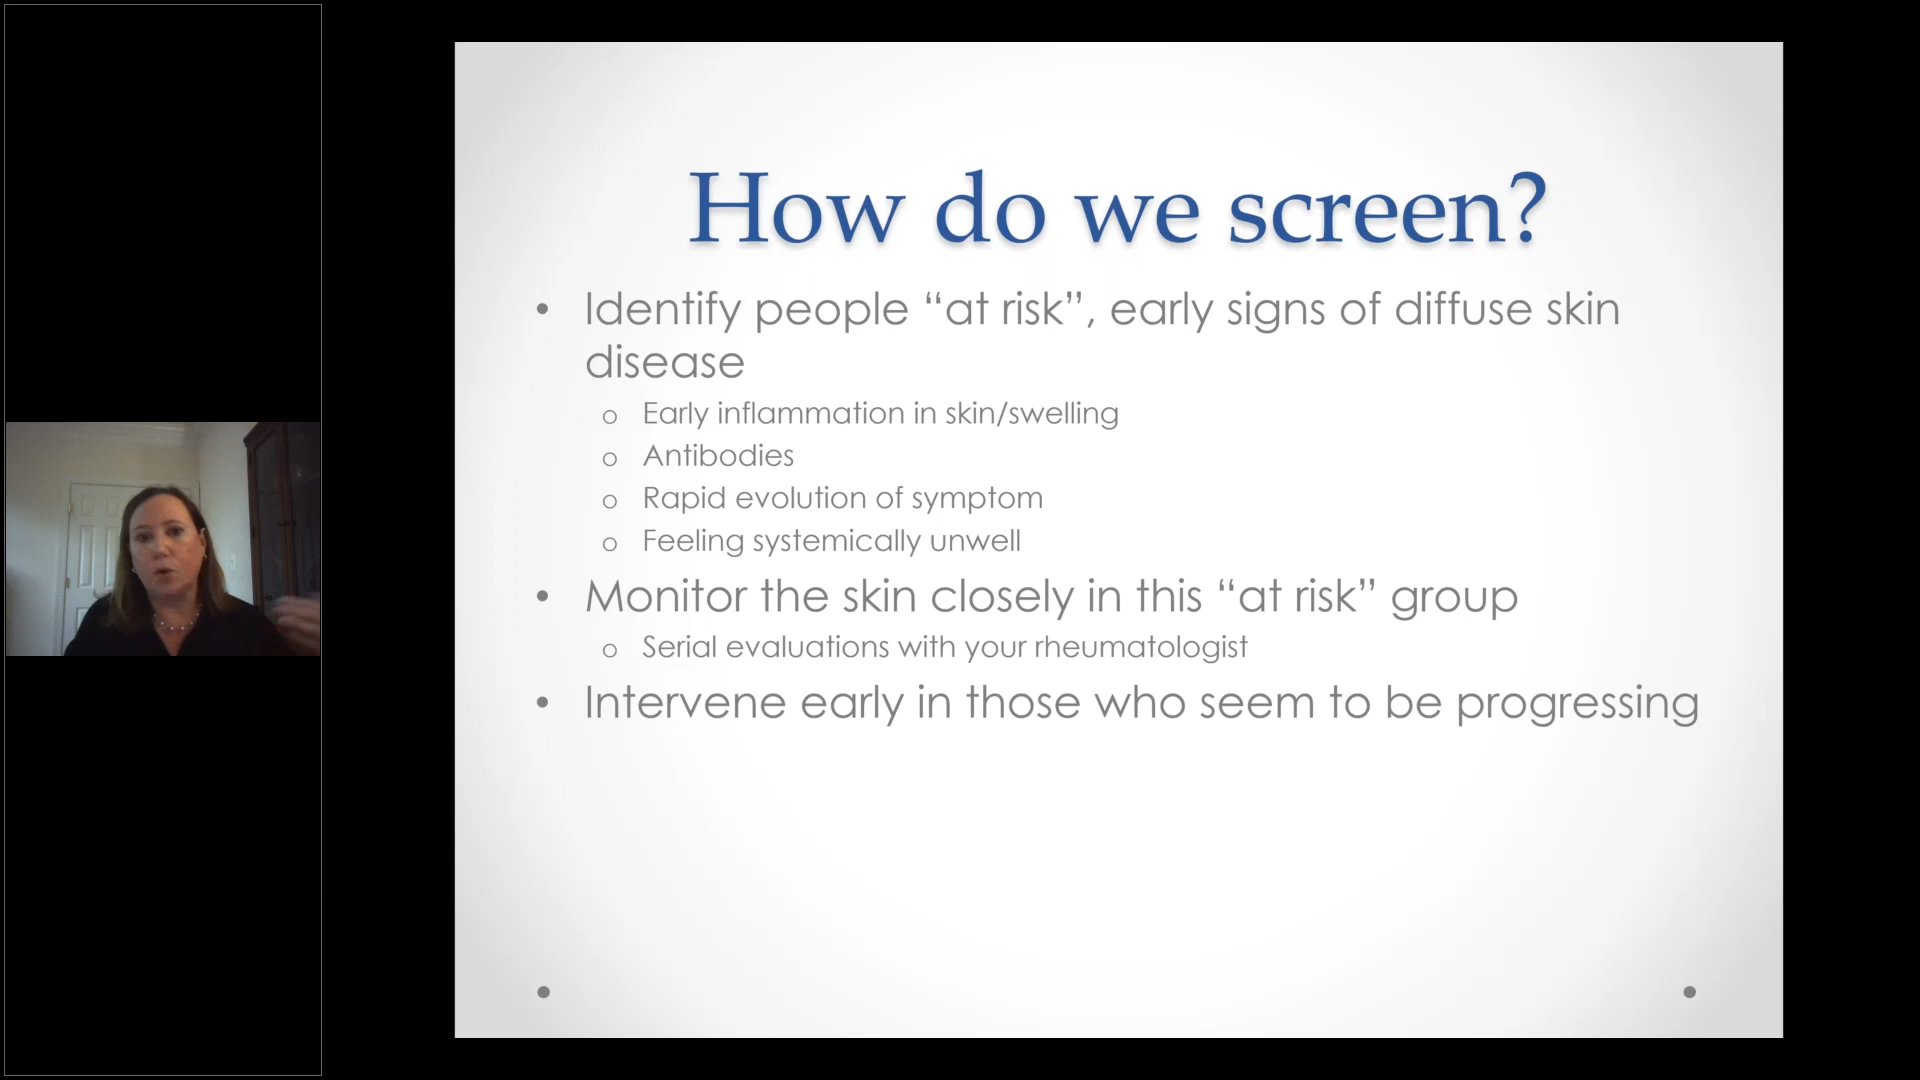 How do we screen?
• Identify people “at risk”, early signs of diffuse skin
disease
o Early inflammation in skin/swelling
o Antibodies
o Rapid evolution of symptom
o Feeling systemically unwell
• Monitor the skin closely in this “at risk” group
o Serial evaluations with your rheumatologist
• Intervene early in those who seem to be progressing